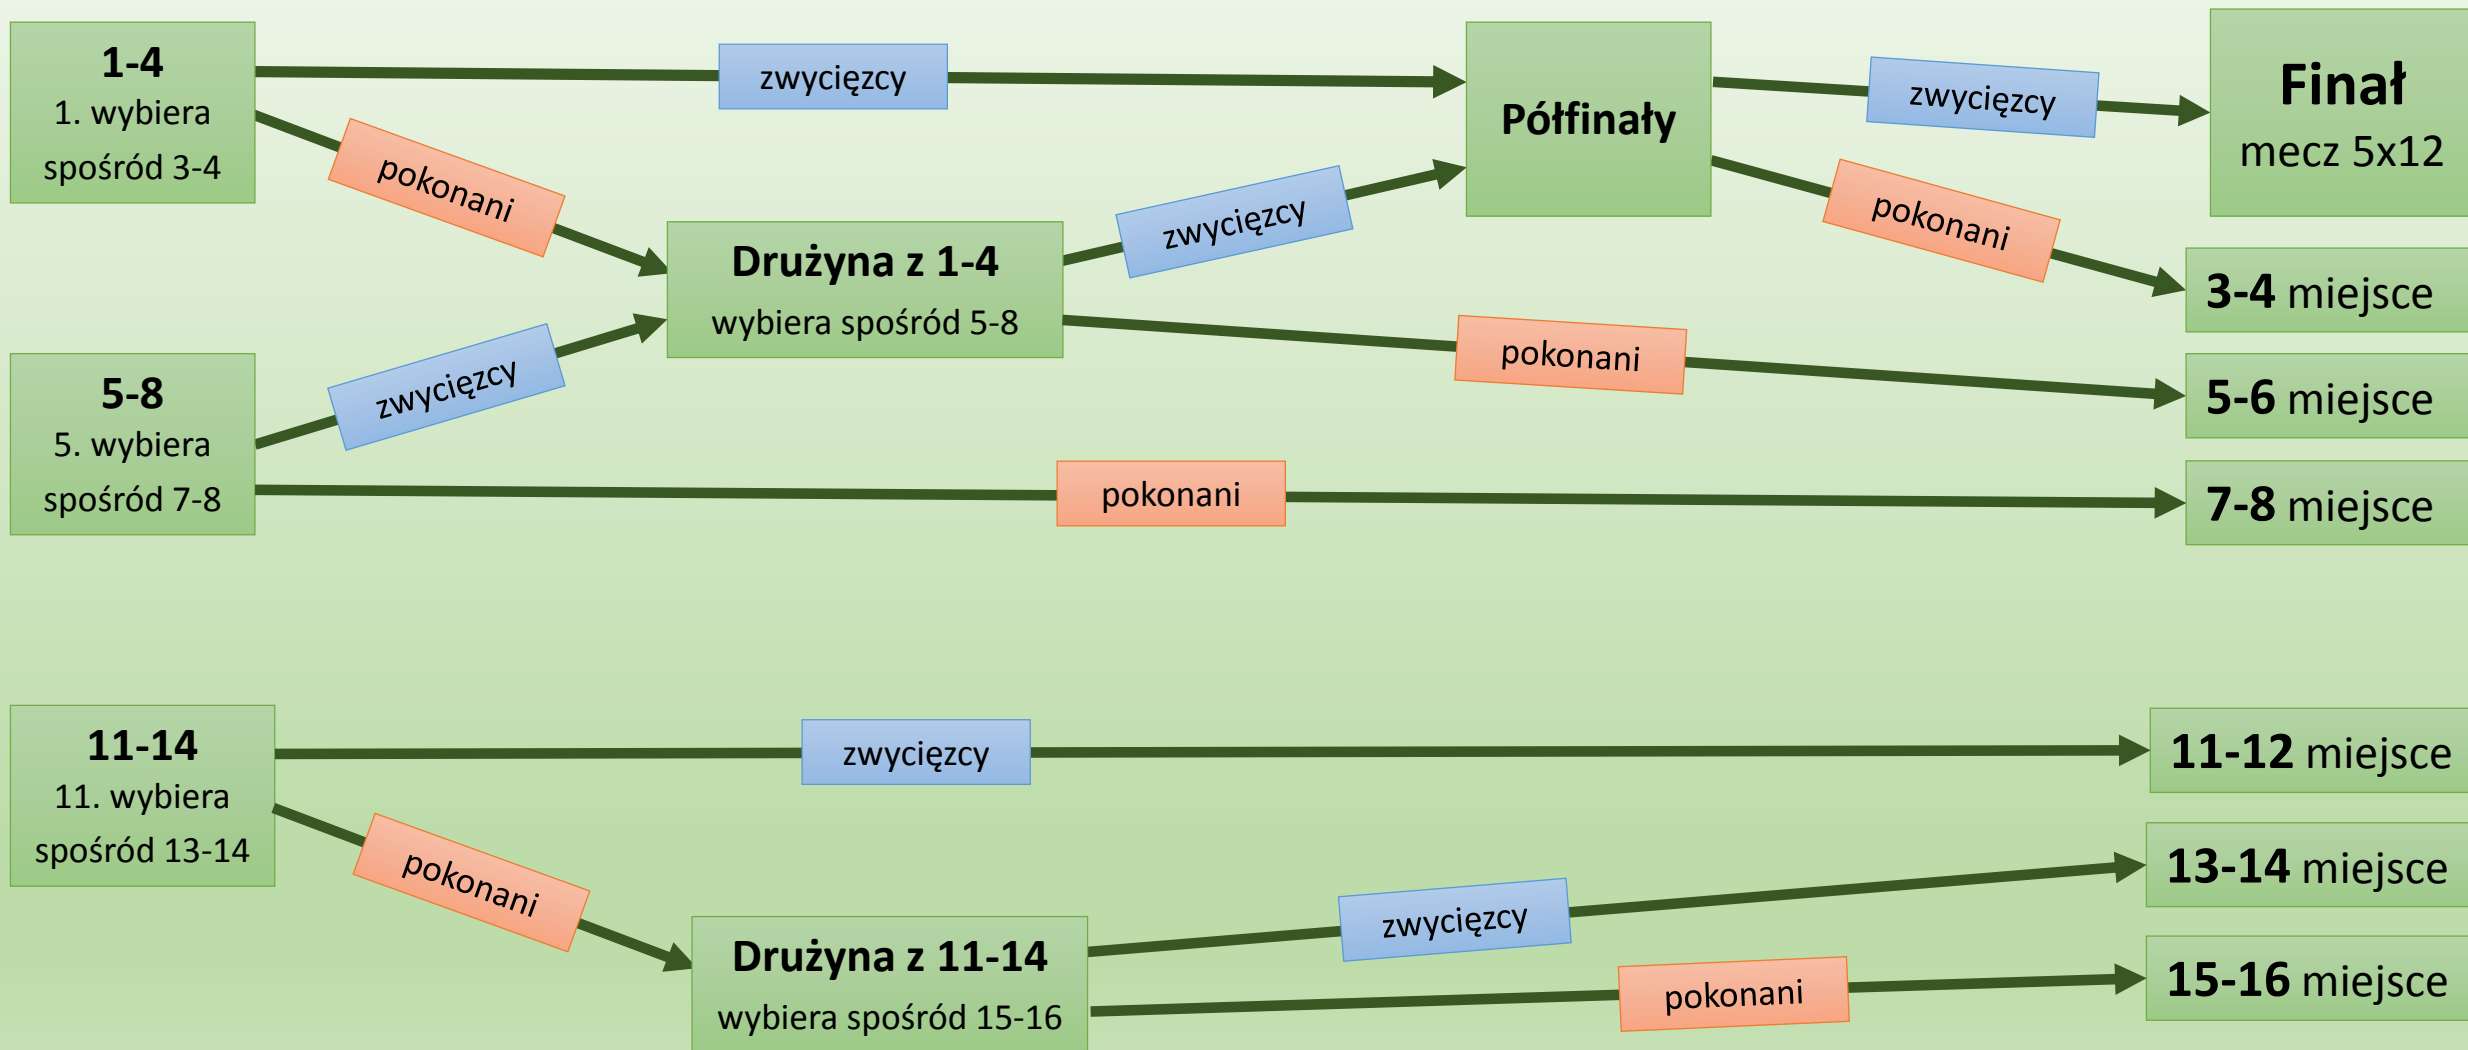 1-4
1. wybiera
spośród 3-4
zwycięzcy
pokonani
Półfinały
zwycięzcy
pokonani
Finał
mecz 5x12
Drużyna z 1-4
wybiera spośród 5-8
zwycięzcy
pokonani
3-4 miejsce
5-8
5. wybiera
spośród 7-8
zwycięzcy
pokonani
5-6 miejsce
7-8 miejsce
11-14
11. wybiera
spośród 13-14
zwycięzcy
pokonani
11-12 miejsce
Drużyna z 11-14
wybiera spośród 15-16
zwycięzcy
pokonani
13-14 miejsce
15-16 miejsce